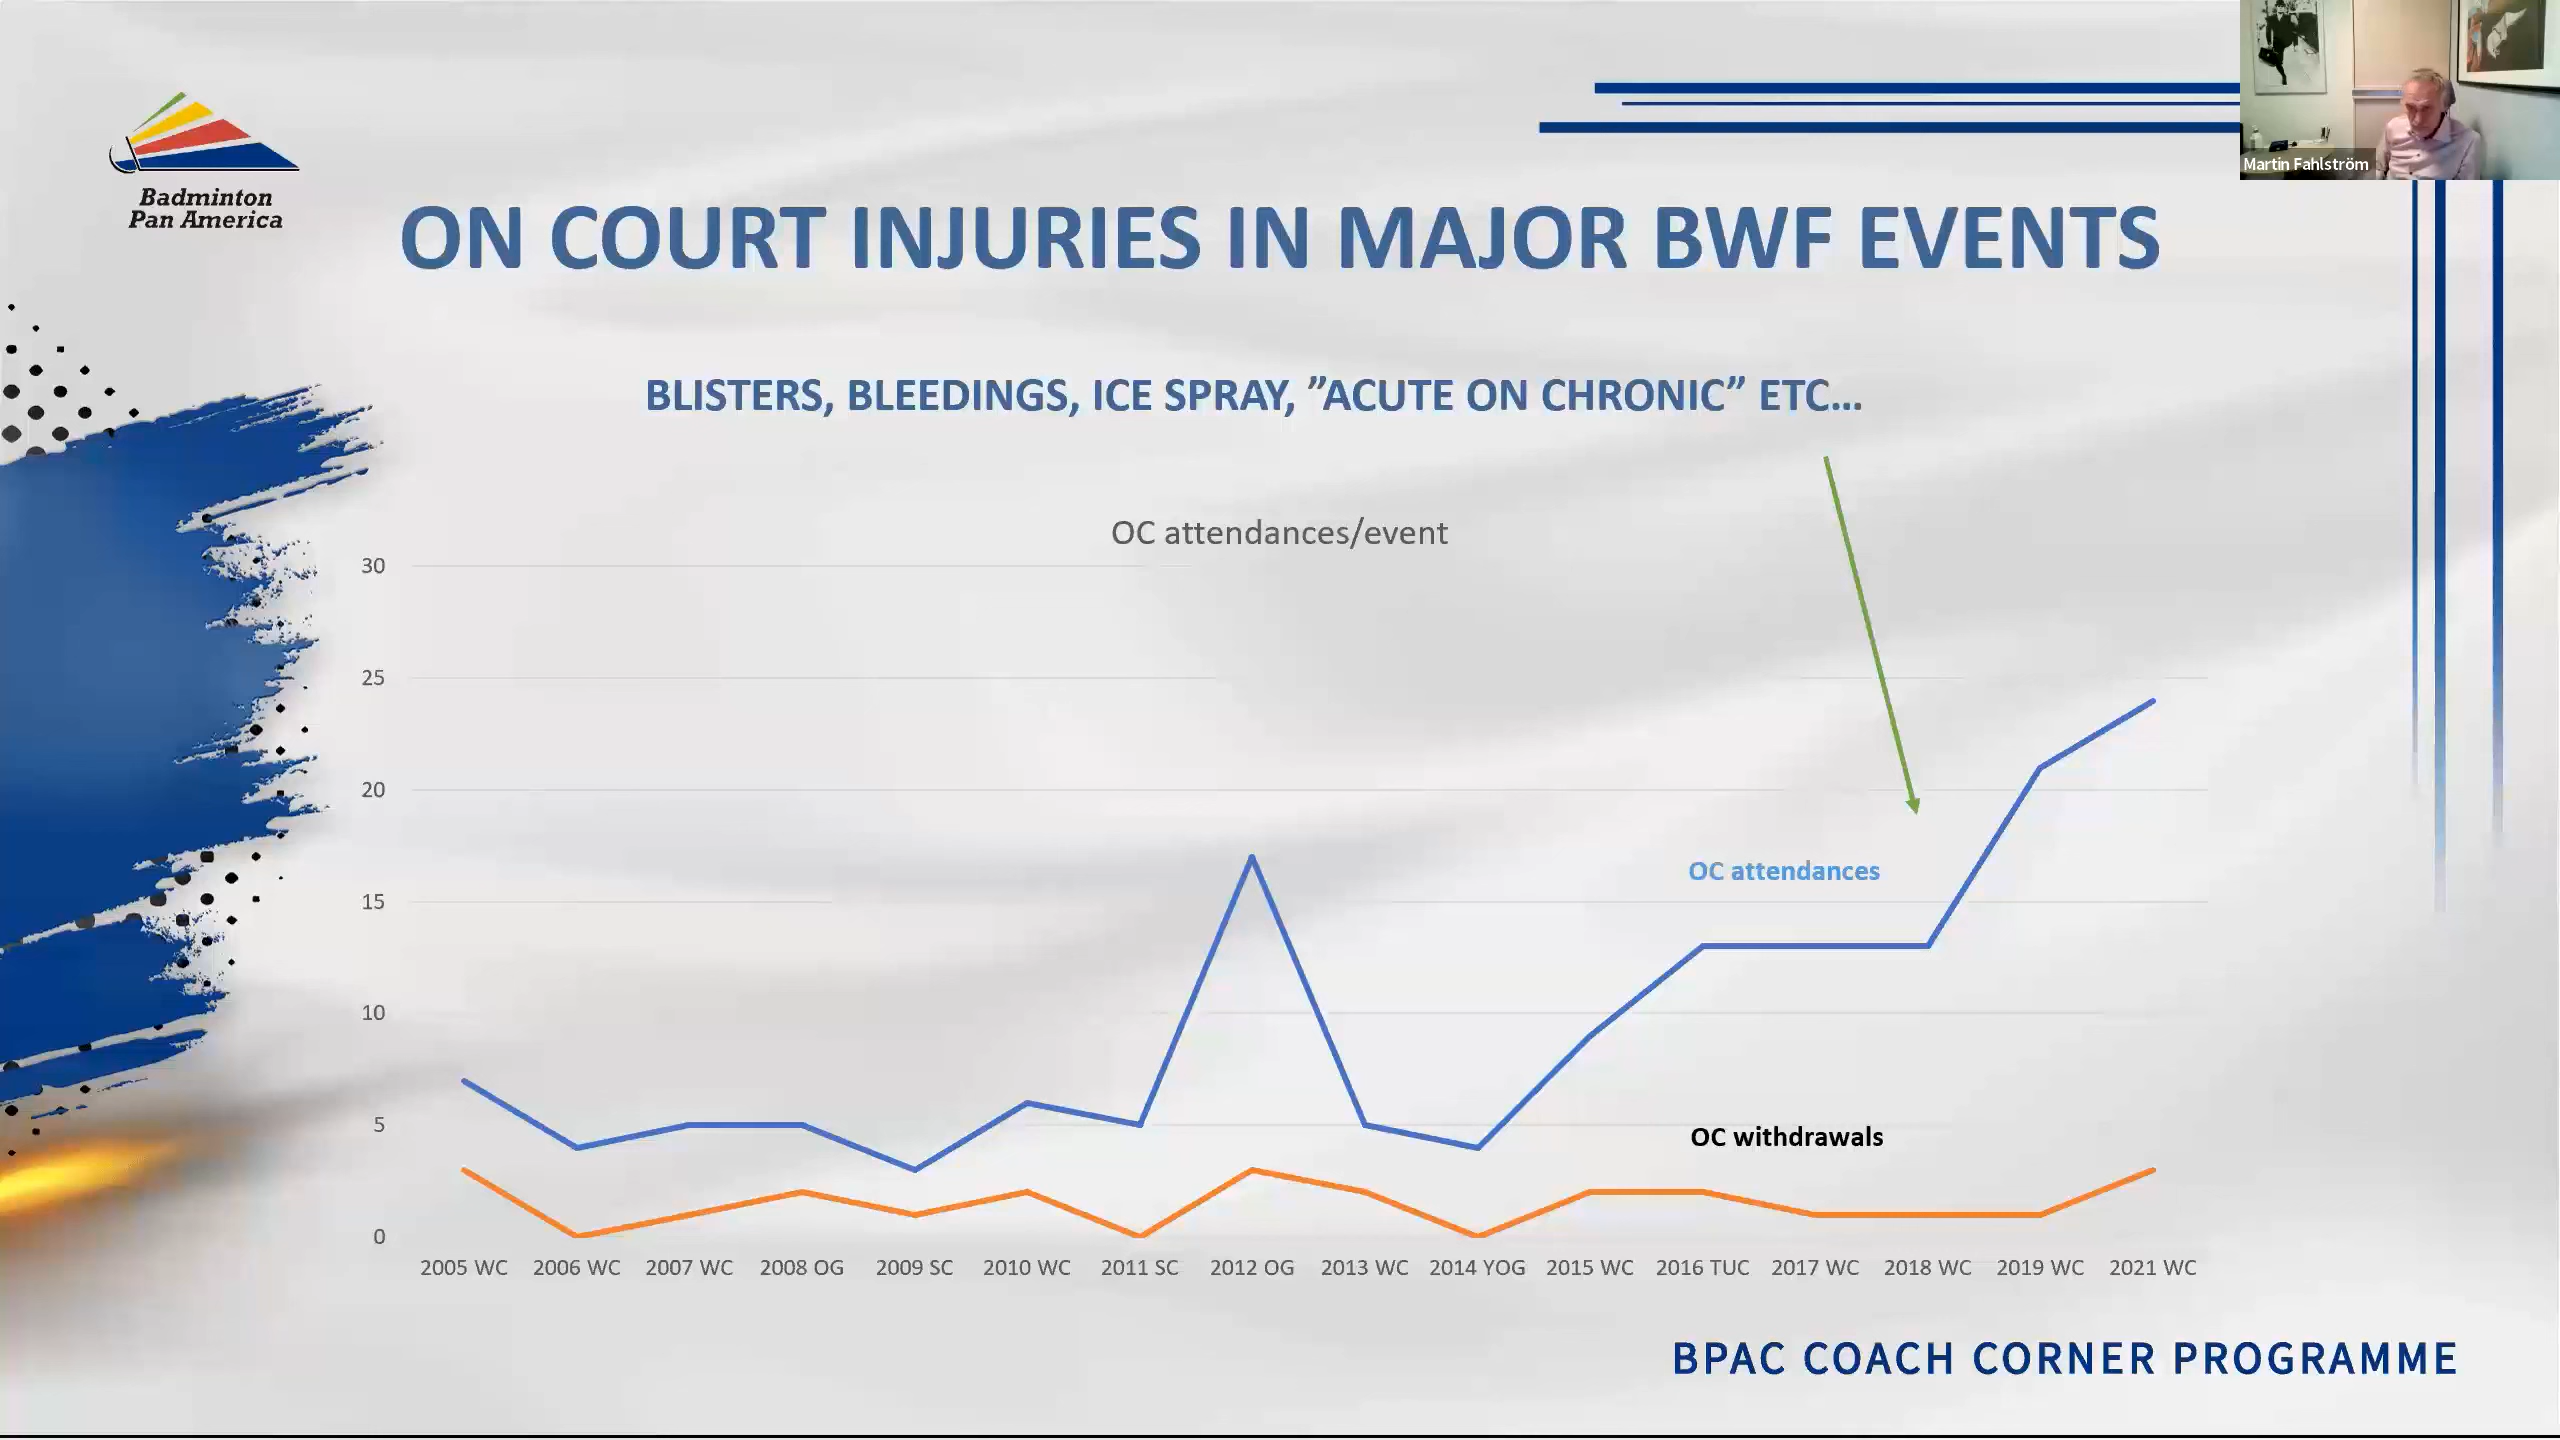 Martin Fahlström
Badminton
Pan America
ON COURT INJURIES IN MAJOR BWF EVENTS
BLISTERS, BLEEDINGS, ICE SPRAY, ”ACUTE ON CHRONIC” ETC...
OC attendances/event
30
25
20
15
10
5
0
OC attendances
OC withdrawals
2005 WC 2006 WC 2007 WC 2008 OG 2009 SC 2010 WC 2011 SC 2012 OG 2013 WC 2014 YOG 2015 WC 2016 TUC 2017 WC 2018 WC 2019 WC 2021 WC
BPAC COACH CORNER PROGRAMME